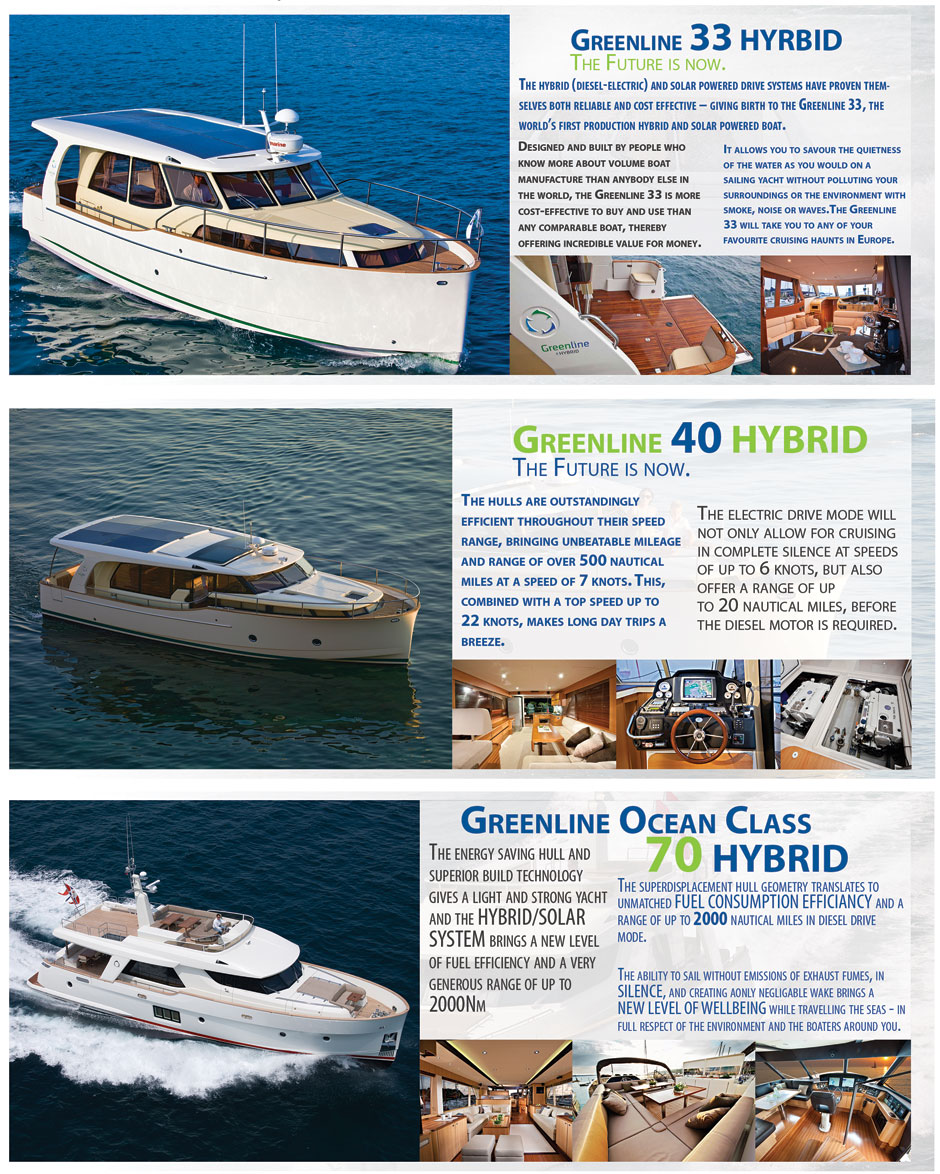 Greenline 33 HYRBID
The Future is now.
The hybrid (diesel-electric) and solar powered drive systems have proven them-
selves both reliable and cost effective – giving birth to the Greenline 33, the
world's first production hybrid and solar powered boat.
Designed and built by people who
know more about volume boat
manufacture than anybody else in
the world, the Greenline 33 is more
cost-effective to buy and use than
any comparable boat, thereby
offering incredible value for money.
It allows you to savour the quietness
of the water as you would on a
sailing yacht without polluting your
surroundings or the environment with
smoke, noise or waves.The Greenline
33 will take you to any of your
favourite cruising haunts in Europe.
Greenline
HYBRID
Greenline 40 HYBRID
The Future is now.
The hulls are outstandingly
efficient throughout their speed
range, bringing unbeatable mileage
and range of over 500 nautical
miles at a speed of 7 knots. This,
combined with a top speed up to
22 knots, makes long day trips a
breeze.
The electric drive mode will
not only allow for cruising
in complete silence at speeds
of up to 6 knots, but also
offer a range of up
to 20 nautical miles, before
the diesel motor is required.
Greenline Ocean Class
70 HYBRID
The energy saving hull and
superior build technology
gives a light and strong yacht
and the HYBRID/SOLAR
SYSTEM brings a new level
of fuel efficiency and a very
generous range of up to
2000Nm
The superdisplacement hull geometry translates to
unmatched FUEL CONSUMPTION EFFICIANCY and a
range of up to 2000 nautical miles in diesel drive
mode.
The ability to sail without emissions of exhaust fumes, in
SILENCE, and creating aonly negligable wake brings a
NEW LEVEL OF WELLBEING while travelling the seas - in
full respect of the environment and the boaters around you.